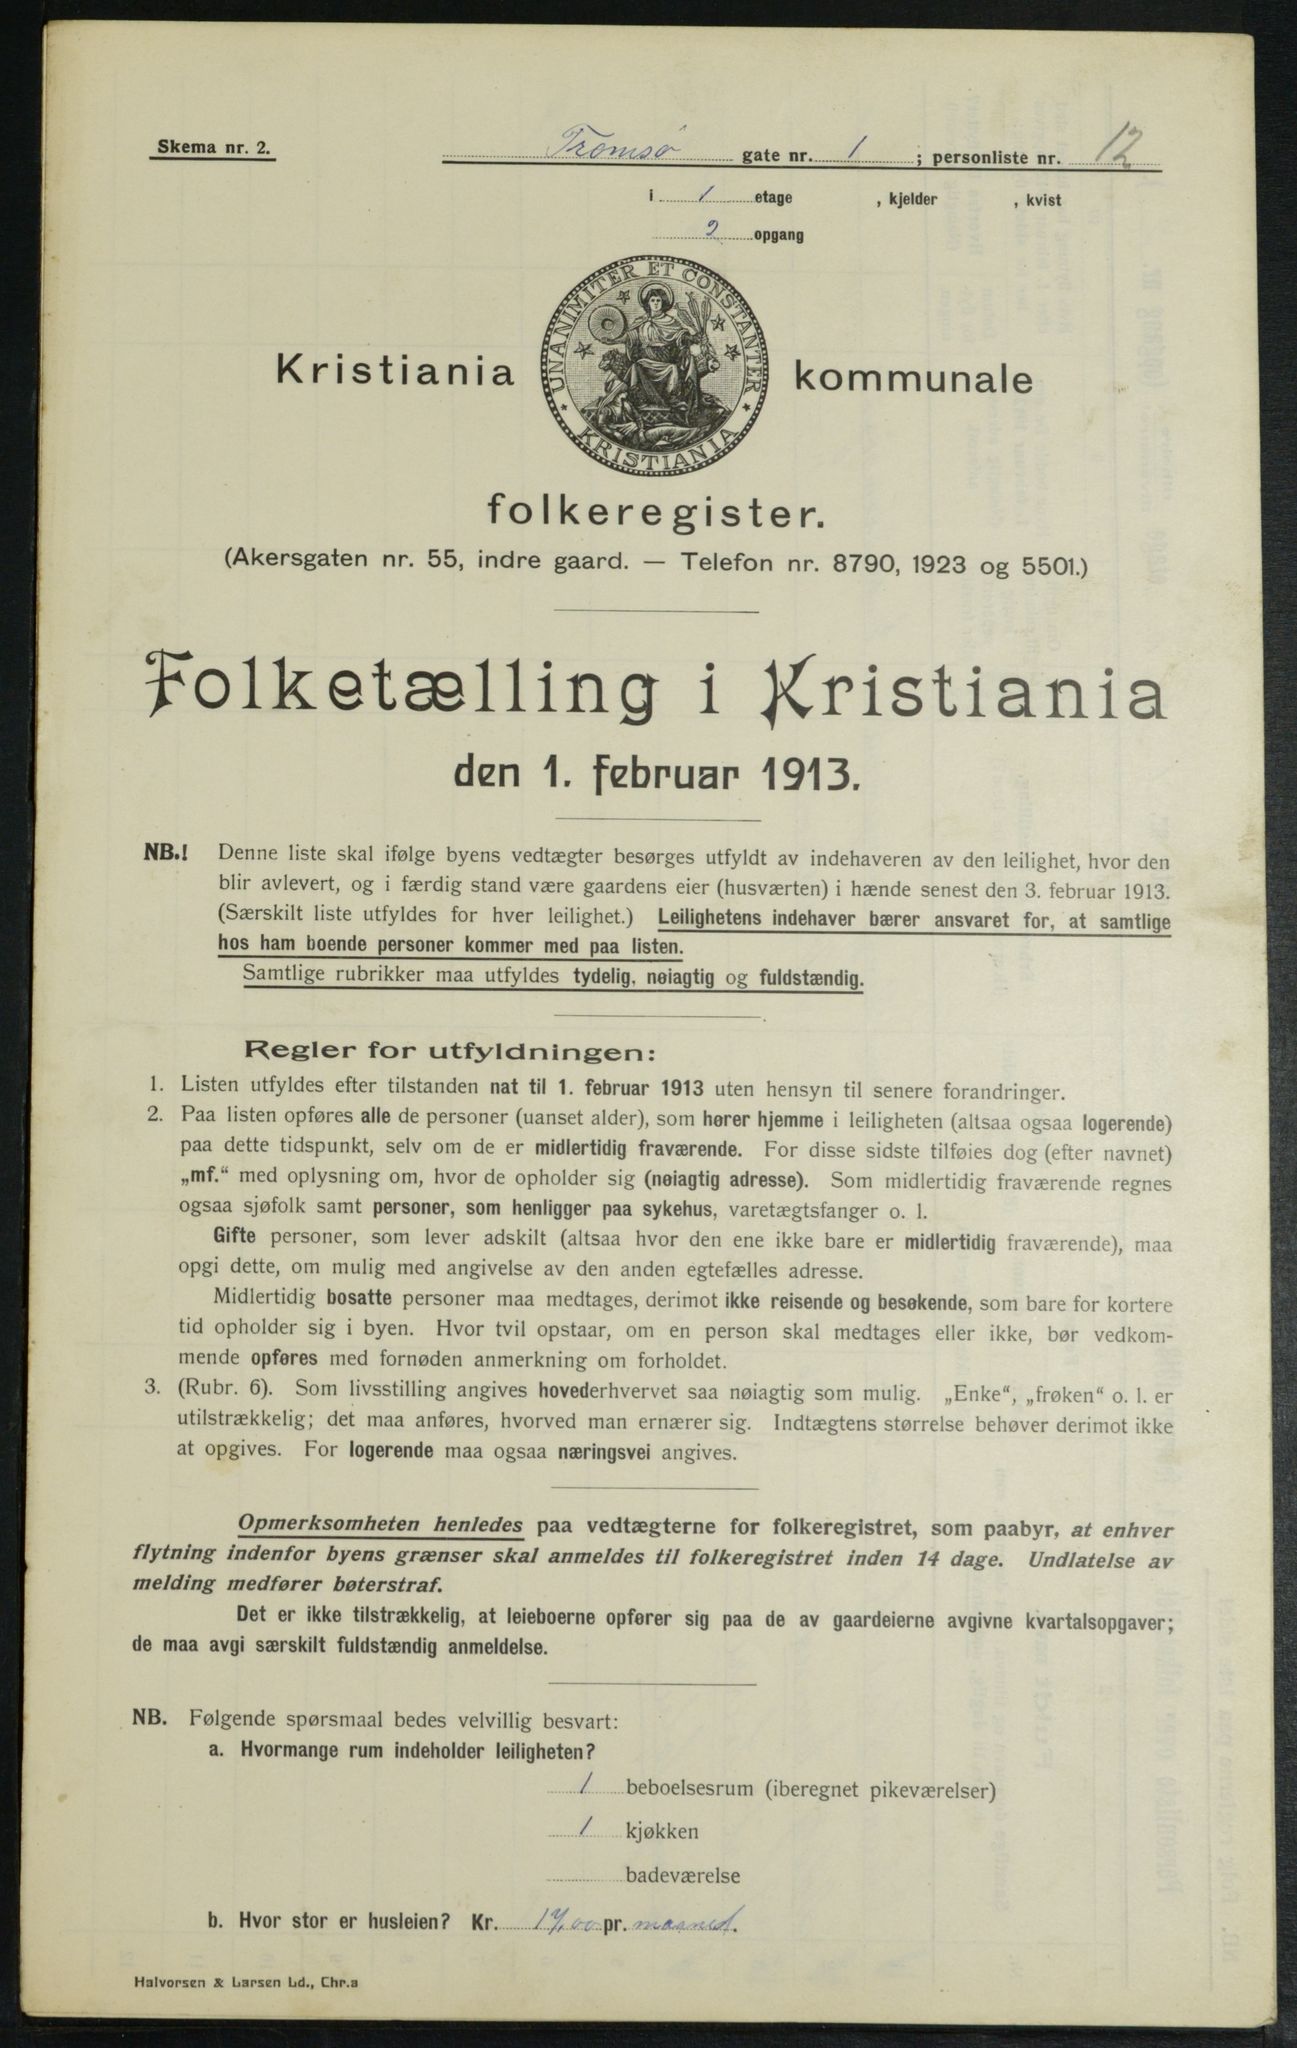 Skema nr. 2.
Tromsø gate nr. 1; personliste nr. 12
i 1 etage , kjelder , kvist
2 opgang
UNANIMITER ET CONSTANTER
KRISTIANIA
Kristiania kommunale
folkeregister.
(Akersgaten nr. 55, indre gaard. — Telefon nr. 8790, 1923 og 5501.)
Folketælling i Kristiania
den 1. februar 1913.
NB.! Denne liste skal ifølge byens vedtægter besørges utfyldt av indehaveren av den leilighet, hvor den
blir avlevert, og i færdig stand være gaardens eier (husværten) i hænde senest den 3. februar 1913.
(Særskilt liste utfyldes for hver leilighet.) Leilighetens indehaver bærer ansvaret for, at samtlige
hos ham boende personer kommer med paa listen.
Samtlige rubrikker maa utfyldes tydelig, nøiagtig og fuldstændig.
Regler for utfyldningen:
1. Listen utfyldes efter tilstanden nat til 1. februar 1913 uten hensyn til senere forandringer.
2. Paa listen opføres alle de personer (uanset alder), som hører hjemme i leiligheten (altsaa ogsaa logerende)
paa dette tidspunkt, selv om de er midlertidig fraværende. For disse sidste tilføies dog (efter navnet)
„mf.“ med oplysning om, hvor de opholder sig (nøiagtig adresse). Som midlertidig fraværende regnes
ogsaa sjøfolk samt personer, som henligger paa sykehus, varetægtsfanger o. l.
Gifte personer, som lever adskilt (altsaa hvor den ene ikke bare er midlertidig fraværende), maa
opgi dette, om mulig med angivelse av den anden egtefælles adresse.
Midlertidig bosatte personer maa medtages, derimot ikke reisende og besøkende, som bare for kortere
tid opholder sig i byen. Hvor tvil opstaar, om en person skal medtages eller ikke, bør vedkom-
mende opføres med fornøden anmerkning om forholdet.
3. (Rubr. 6). Som livsstilling angives hovederhvervet saa nøiagtig som mulig. „Enke“, „frøken“ o. l. er
utilstrækkelig; det maa anføres, hvorved man ernærer sig. Indtægtens størrelse behøver derimot ikke
at opgives. For logerende maa ogsaa næringsvei angives.
Opmerksomheten henledes paa vedtægterne for folkeregistret, som paabyr, at enhver
flytning indenfor byens grænser skal anmeldes til folkeregistret inden 14 dage. Undlatelse av
melding medfører bøterstraf.
Det er ikke tilstrækkelig, at leieboerne opfører sig paa de av gaardeierne avgivne kvartalsopgaver;
de maa avgi særskilt fuldstændig anmeldelse.
NB. Følgende spørsmaal bedes velvillig besvart:
a. Hvormange rum indeholder leiligheten?
1 beboelsesrum (iberegnet pikeværelser)
1 kjøkken
badeværelse
b. Hvor stor er husleien? Kr. 17,00 pr. maaned.
Halvorsen & Larsen Ld., Chr.a